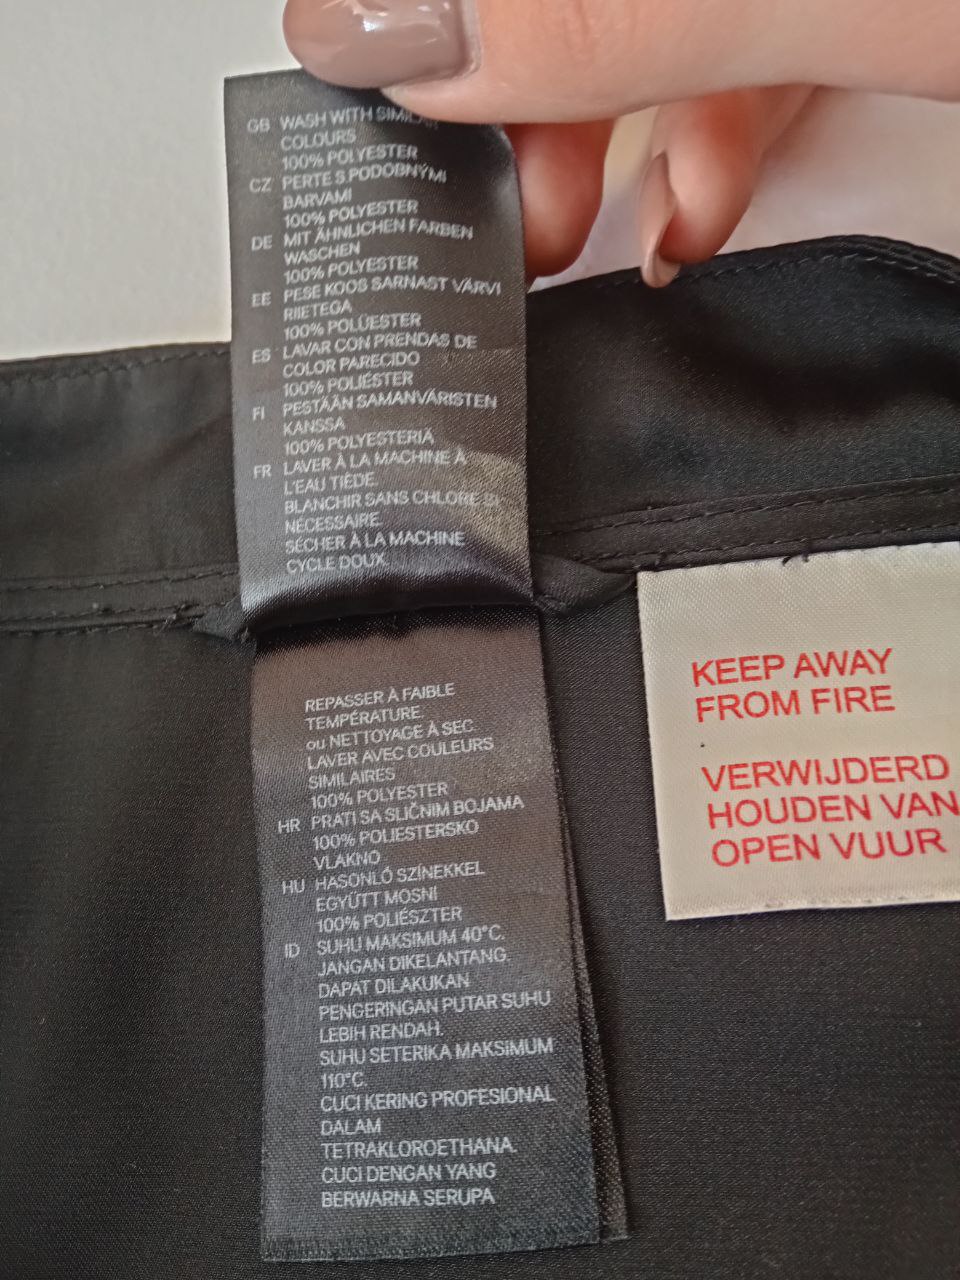 GB WASH WITH SIMILAR
COLOURS
100% POLYESTER
CZ PERTE S PODOBNÝMI
BARVAMI
100% POLYESTER
DE MIT ÄHNLICHEN FARBEN
WASCHEN
100% POLYESTER
EE PESE KOOS SARNAST VÄRVI
RIIETEGA
100% POLÜESTER
ES LAVAR CON PRENDAS DE
COLOR PARECIDO
100% POLIÉSTER
FI PESTÄÄN SAMANVÄRISTEN
KANSSA
100% POLYESTERIÄ
FR LAVER À LA MACHINE À
L'EAU TIÈDE.
BLANCHIR SANS CHLORE SI
NÉCESSAIRE.
SÉCHER À LA MACHINE
CYCLE DOUX.
REPASSER À FAIBLE
TEMPÉRATURE
ou NETTOYAGE À SEC
LAVER AVEC COULEURS
SIMILAIRES
100% POLYESTER
HR PRATI SA SLIČNIM BOJAMA
100% POLIESTERSKO
VLAKNO
HU HASONLÓ SZÍNEKKEL
EGYÜTT MOSNI
100% POLIÉSZTER
ID SUHU MAKSIMUM 40°C.
JANGAN DIKELANTANG.
DAPAT DILAKUKAN
PENGERINGAN PUTAR SUHU
LEBIH RENDAH.
SUHU SETERIKA MAKSIMUM
110°C.
CUCI KERING PROFESIONAL
DALAM
TETRAKLOROETHANA.
CUCI DENGAN YANG
BERWARNA SERUPA
KEEP AWAY
FROM FIRE
VERWIJDERD
HOUDEN VAN
OPEN VUUR